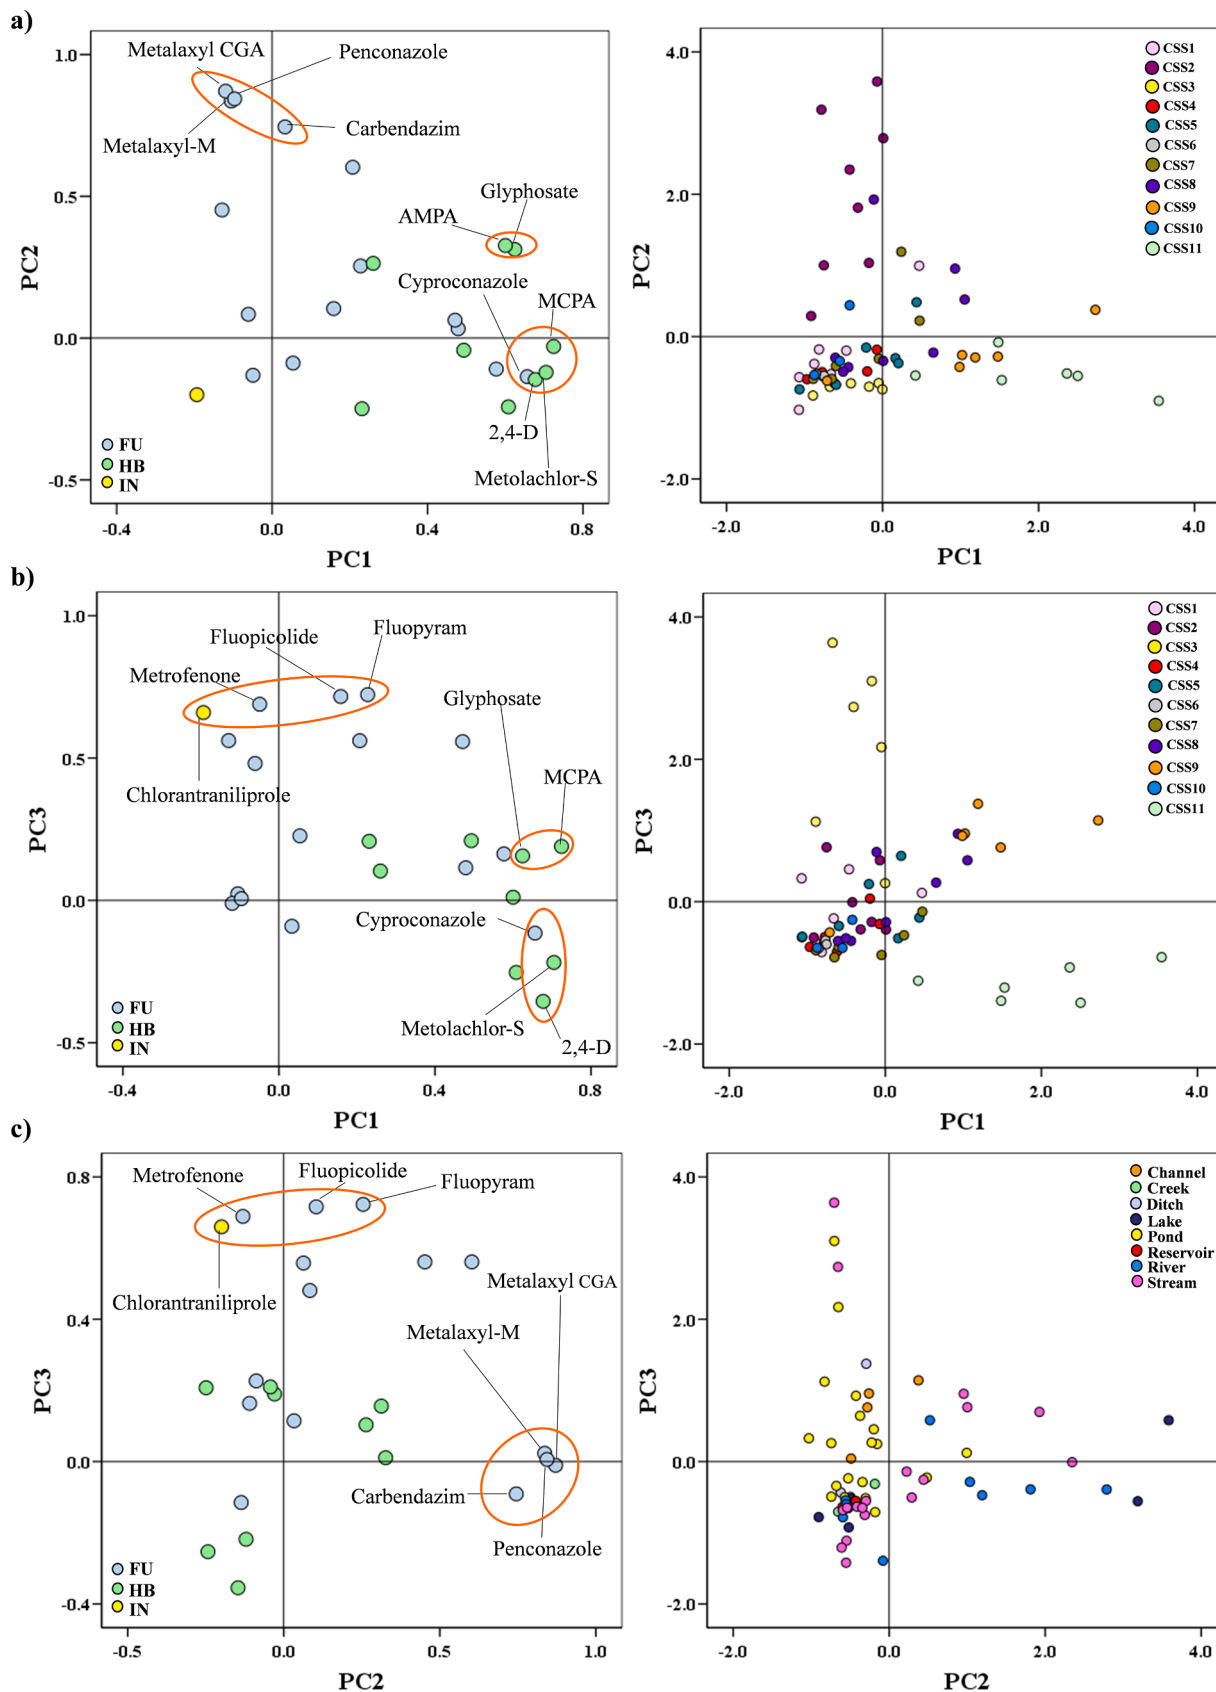 a)
Metalaxyl CGA
Penconazole
Metalaxyl-M
Carbendazim
Glyphosate
AMPA
Cyproconazole
MCPA
2,4-D
Metolachlor-S
FU
HB
IN
1.0
0.5
0.0
-0.5
PC2
-0.4
0.0
0.4
0.8
PC1
4.0
2.0
0.0
-2.0
PC2
CSS1
CSS2
CSS3
CSS4
CSS5
CSS6
CSS7
CSS8
CSS9
CSS10
CSS11
-2.0
0.0
2.0
4.0
PC1
b)
Fluopicolide
Fluopyram
Metrofenone
Glyphosate
MCPA
Chlorantraniliprole
Cyproconazole
Metolachlor-S
2,4-D
FU
HB
IN
1.0
0.5
0.0
-0.5
PC3
-0.4
0.0
0.4
0.8
PC1
4.0
2.0
0.0
-2.0
PC3
CSS1
CSS2
CSS3
CSS4
CSS5
CSS6
CSS7
CSS8
CSS9
CSS10
CSS11
-2.0
0.0
2.0
4.0
PC1
c)
Metrofenone
Fluopicolide
Fluopyram
Chlorantraniliprole
Metalaxyl CGA
Metalaxyl-M
Carbendazim
Penconazole
FU
HB
IN
0.8
0.4
0.0
-0.4
PC3
-0.5
0.0
0.5
1.0
PC2
4.0
2.0
0.0
-2.0
PC3
Channel
Creek
Ditch
Lake
Pond
Reservoir
River
Stream
-2.0
0.0
2.0
4.0
PC2